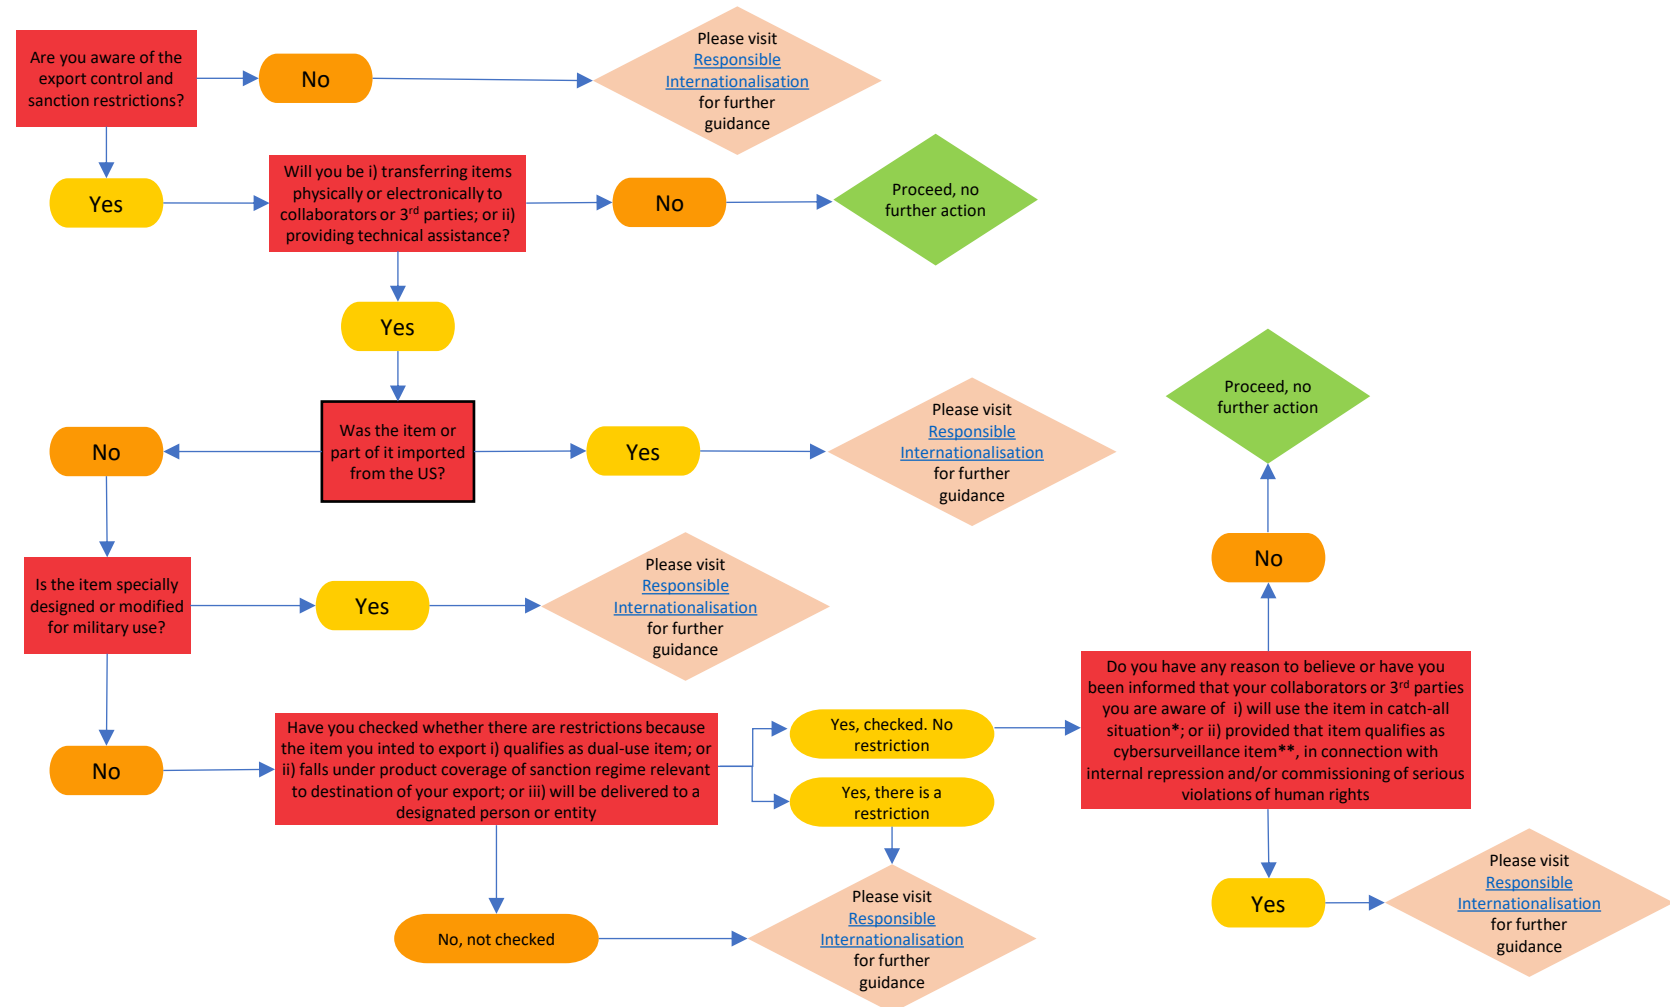 Are you aware of the
export control and
sanction restrictions?
No
Please visit
Responsible
Internationalisation
for further
guidance
Yes
Will you be i) transferring items
physically or electronically to
collaborators or 3rd parties; or ii)
providing technical assistance?
No
Proceed, no
further action
Yes
Was the item or
part of it imported
from the US?
No
Yes
Please visit
Responsible
Internationalisation
for further
guidance
Is the item specially
designed or modified
for military use?
Yes
Please visit
Responsible
Internationalisation
for further
guidance
No
Have you checked whether there are restrictions because
the item you inted to export i) qualifies as dual-use item; or
ii) falls under product coverage of sanction regime relevant
to destination of your export; or iii) will be delivered to a
designated person or entity
Yes, checked. No
restriction
Yes, there is a
restriction
No, not checked
Please visit
Responsible
Internationalisation
for further
guidance
Do you have any reason to believe or have you
been informed that your collaborators or 3rd parties
you are aware of i) will use the item in catch-all
situation*; or ii) provided that item qualifies as
cybersurveillance item**, in connection with
internal repression and/or commissioning of serious
violations of human rights
No
Proceed, no
further action
Yes
Please visit
Responsible
Internationalisation
for further
guidance